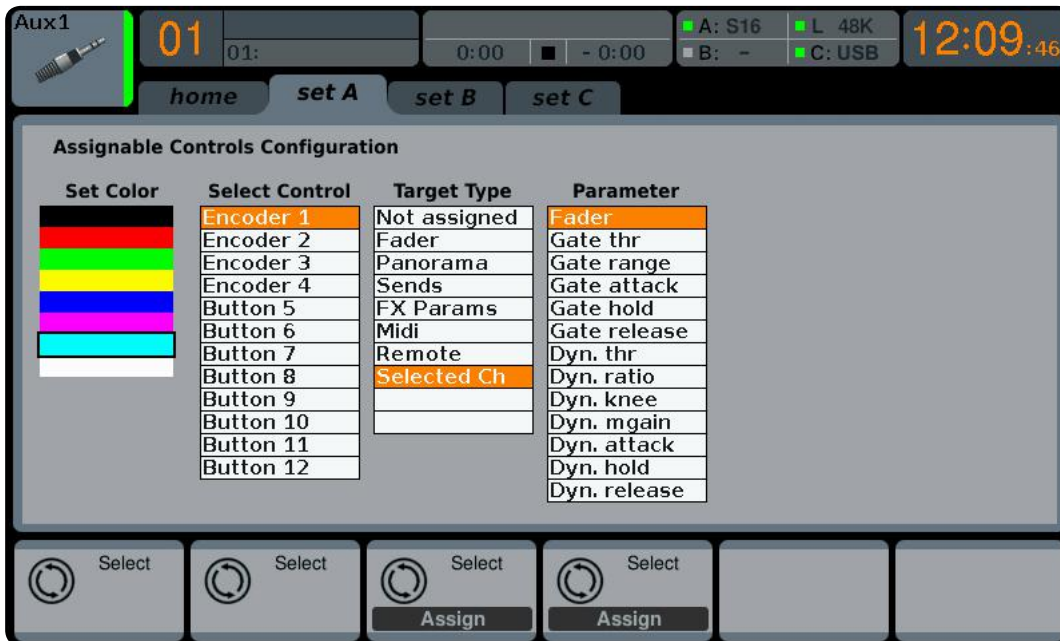 Aux1
01
01:
0:00 - 0:00
A: S16 L 48K
B: - C: USB
12:09:46
home set A set B set C
Assignable Controls Configuration
Set Color Select Control Target Type Parameter
Encoder 1 Not assigned Fader
Encoder 2 Fader Gate thr
Encoder 3 Panorama Gate range
Encoder 4 Sends Gate attack
Button 5 FX Params Gate hold
Button 6 Midi Gate release
Button 7 Remote Dyn. thr
Button 8 Selected Ch Dyn. ratio
Button 9 Dyn. knee
Button 10 Dyn. mgain
Button 11 Dyn. attack
Button 12 Dyn. hold
Dyn. release
Select Select Select Select
Assign Assign